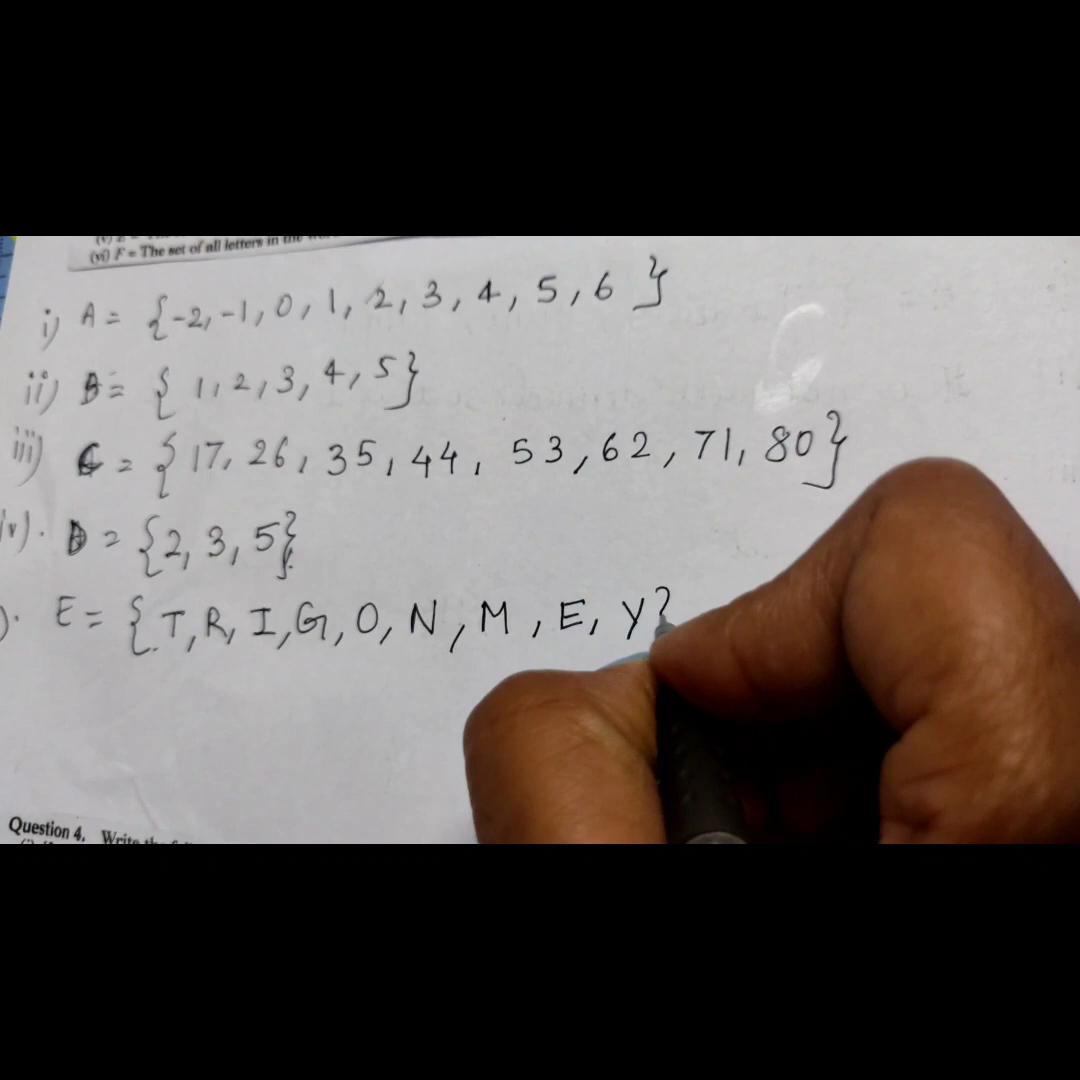 (vi) F = The set of all letters in the
i) A = {-2, -1, 0, 1, 2, 3, 4, 5, 6 }
ii) B = { 1, 2, 3, 4, 5}
iii) C = {17, 26, 35, 44, 53, 62, 71, 80}
iv). D = {2, 3, 5}
). E = {T, R, I, G, O, N, M, E, Y}
Question 4. Write the